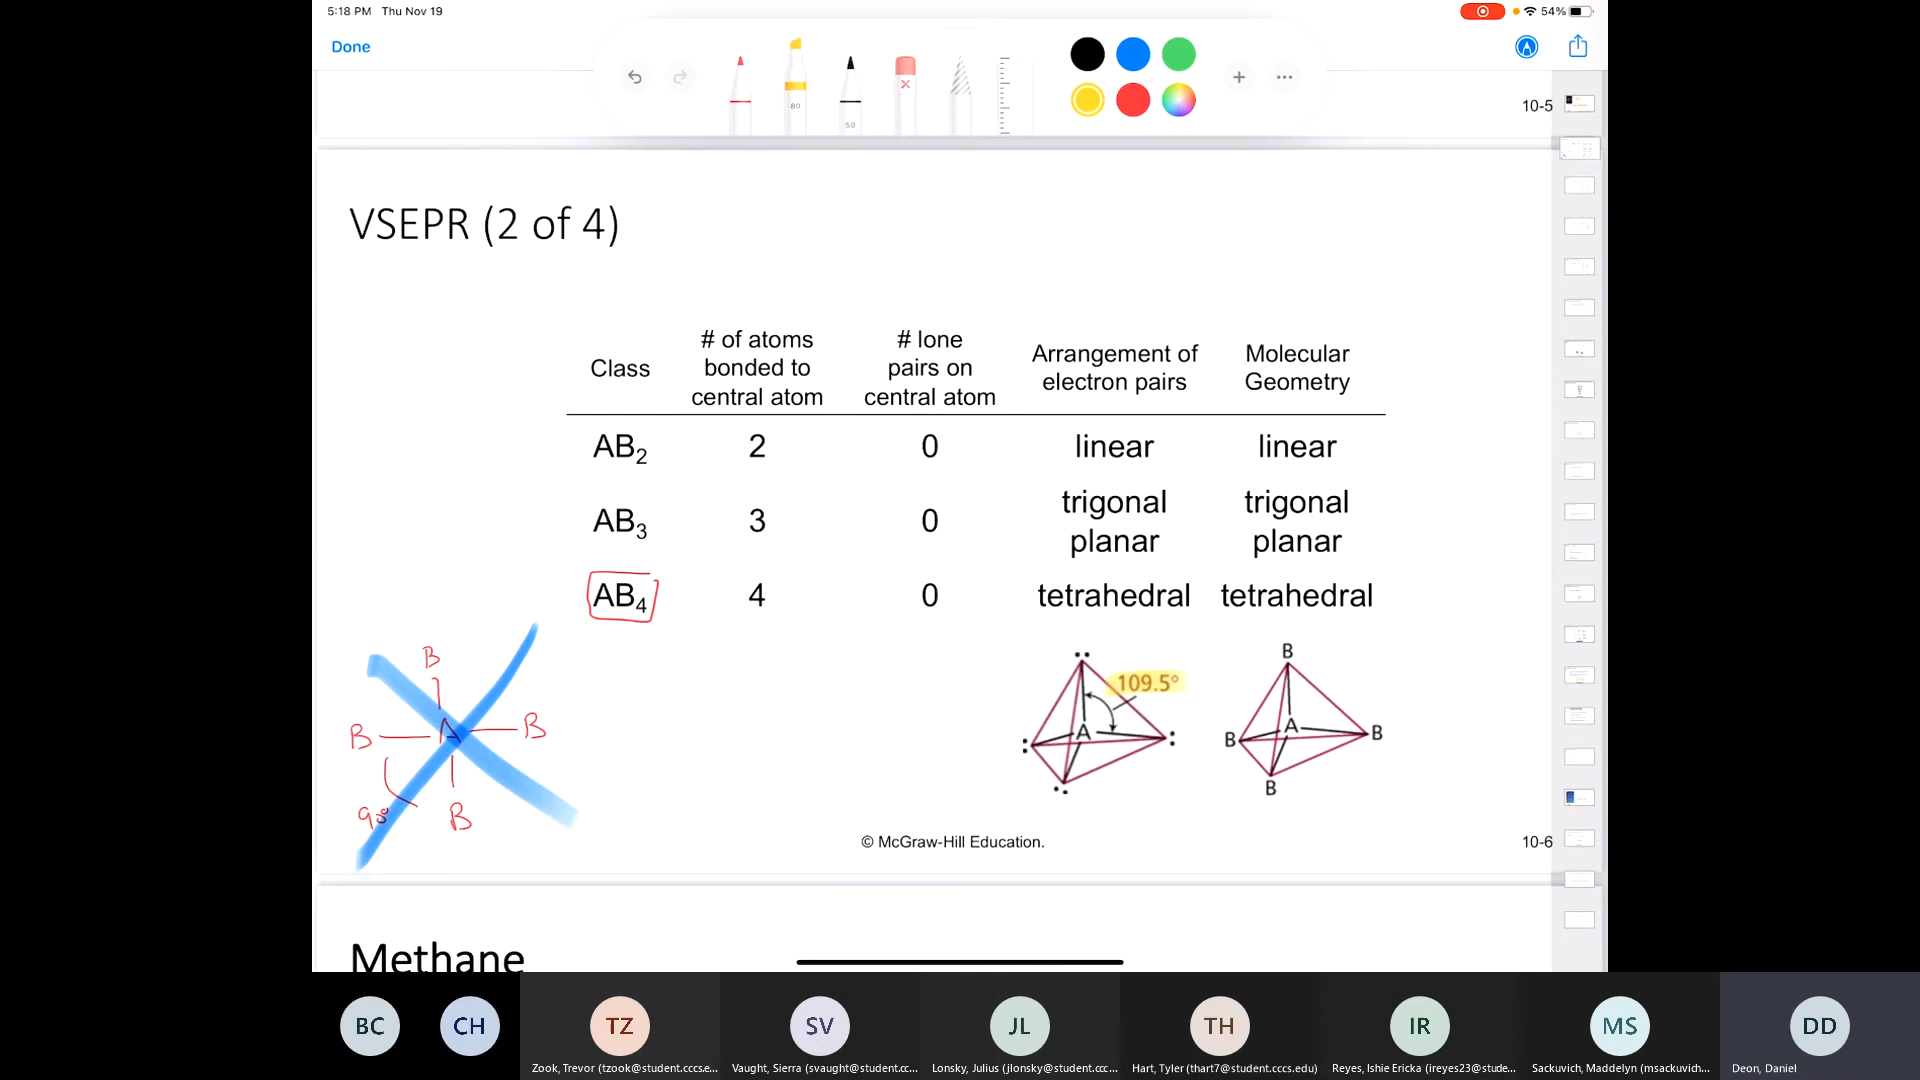 5:18 PM Thu Nov 19
54%
Done
80
50
10-5
VSEPR (2 of 4)
Class
# of atoms bonded to central atom
# lone pairs on central atom
Arrangement of electron pairs
Molecular Geometry
AB2 2 0 linear linear
AB3 3 0 trigonal planar trigonal planar
AB4 4 0 tetrahedral tetrahedral
B
B A B
90° B
109.5°
A
B
B A B
B
© McGraw-Hill Education.
10-6
Methane
BC CH TZ SV JL TH IR MS DD
Zook, Trevor (tzook@student.cccs.e...
Vaught, Sierra (svaught@student.cc...
Lonsky, Julius (jlonsky@student.ccc...
Hart, Tyler (thart7@student.cccs.edu)
Reyes, Ishie Ericka (ireyes23@stude...
Sackuvich, Maddelyn (msackuvich...
Deon, Daniel